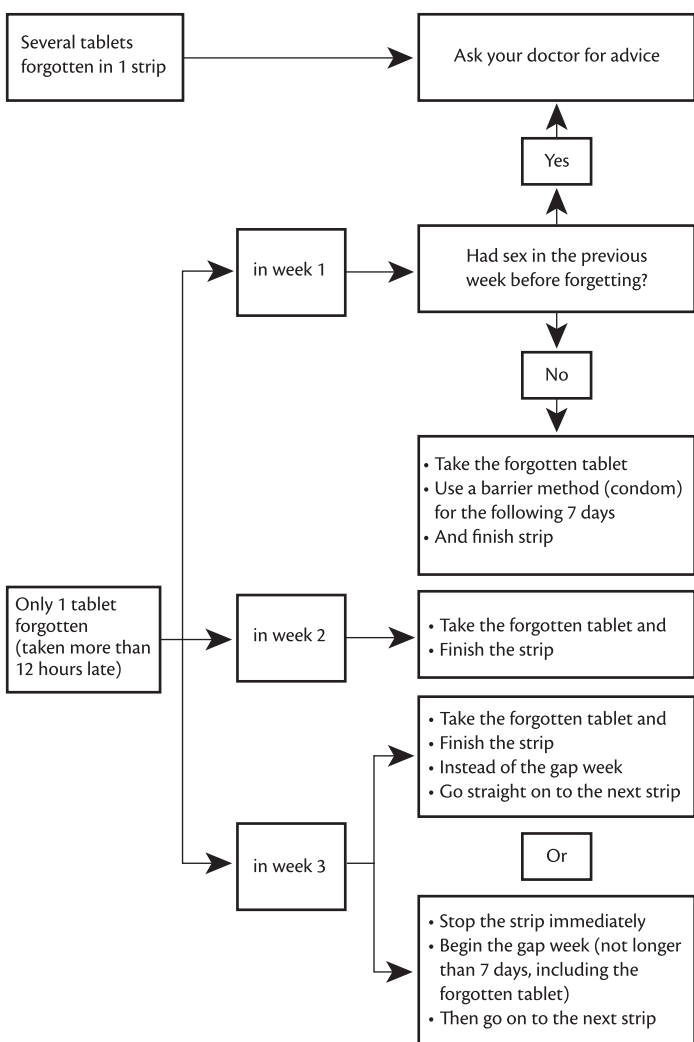 Several tablets
forgotten in 1 strip
Ask your doctor for advice
Yes
in week 1
Had sex in the previous
week before forgetting?
No
• Take the forgotten tablet
• Use a barrier method (condom)
for the following 7 days
• And finish strip
Only 1 tablet
forgotten
(taken more than
12 hours late)
in week 2
• Take the forgotten tablet and
• Finish the strip
• Take the forgotten tablet and
• Finish the strip
• Instead of the gap week
• Go straight on to the next strip
in week 3
Or
• Stop the strip immediately
• Begin the gap week (not longer
than 7 days, including the
forgotten tablet)
• Then go on to the next strip